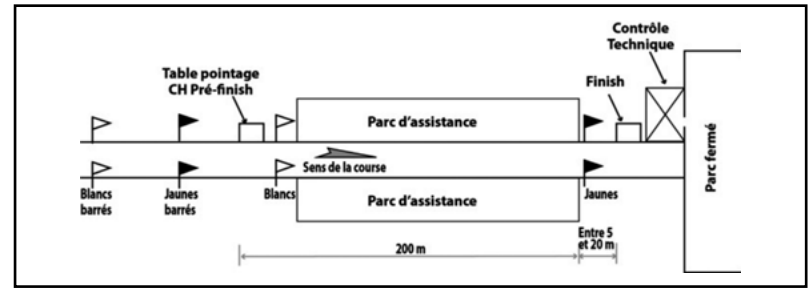 Contrôle
Technique
Table pointage
CH Pré-finish
Finish
Parc d'assistance
Sens de la course
Parc fermé
Blancs
barrés
Jaunes
barrés
Blancs
Parc d'assistance
Jaunes
Entre 5
et 20 m
200 m